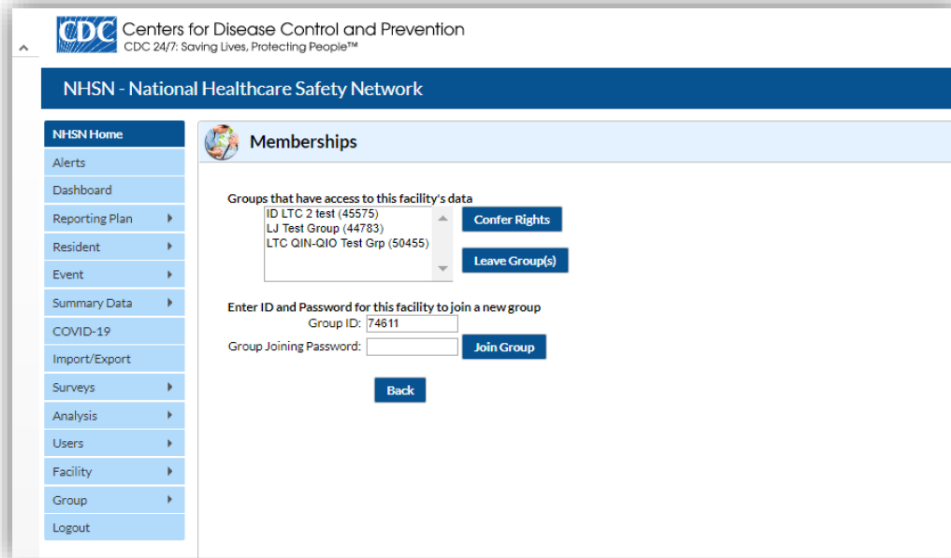 CDC Centers for Disease Control and Prevention
CDC 24/7: Saving Lives, Protecting People™
NHSN - National Healthcare Safety Network
NHSN Home
Alerts
Dashboard
Reporting Plan
Resident
Event
Summary Data
COVID-19
Import/Export
Surveys
Analysis
Users
Facility
Group
Logout
Memberships
Groups that have access to this facility's data
ID LTC 2 test (45575)
LJ Test Group (44783)
LTC QIN-QIO Test Grp (50455)
Confer Rights
Leave Group(s)
Enter ID and Password for this facility to join a new group
Group ID: 74611
Group Joining Password: Join Group
Back